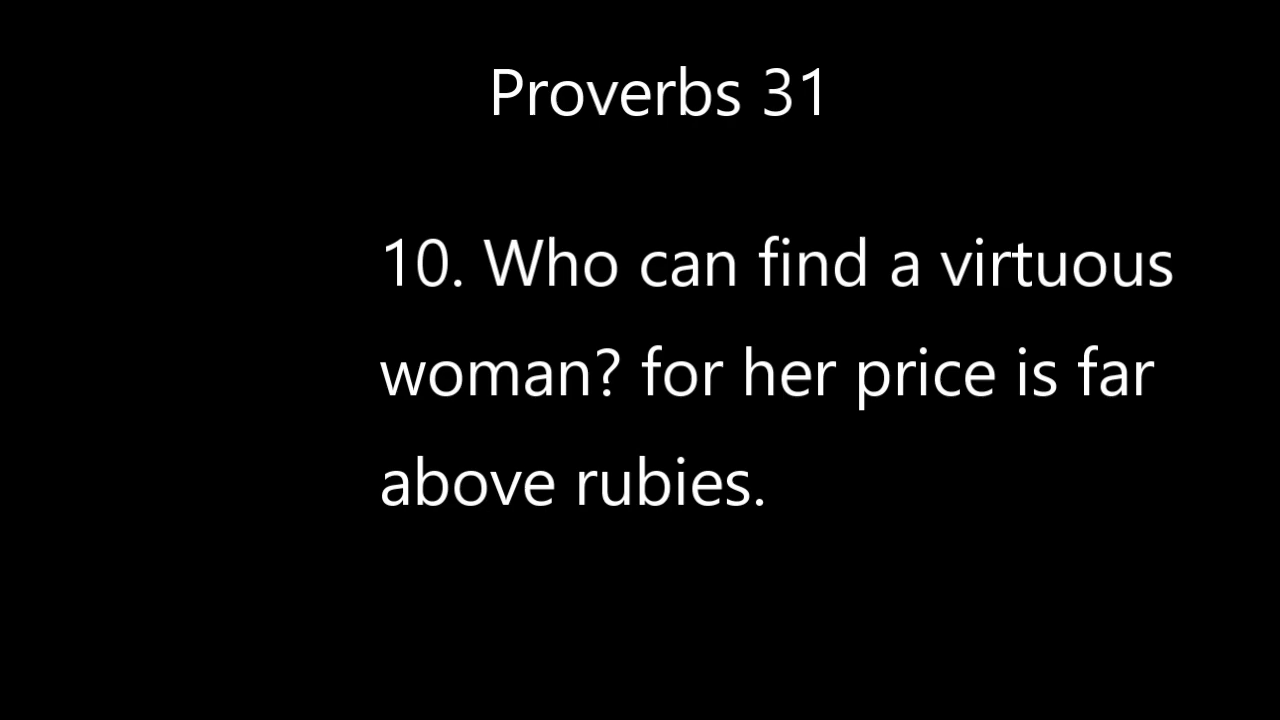 Proverbs 31
10. Who can find a virtuous
woman? for her price is far
above rubies.